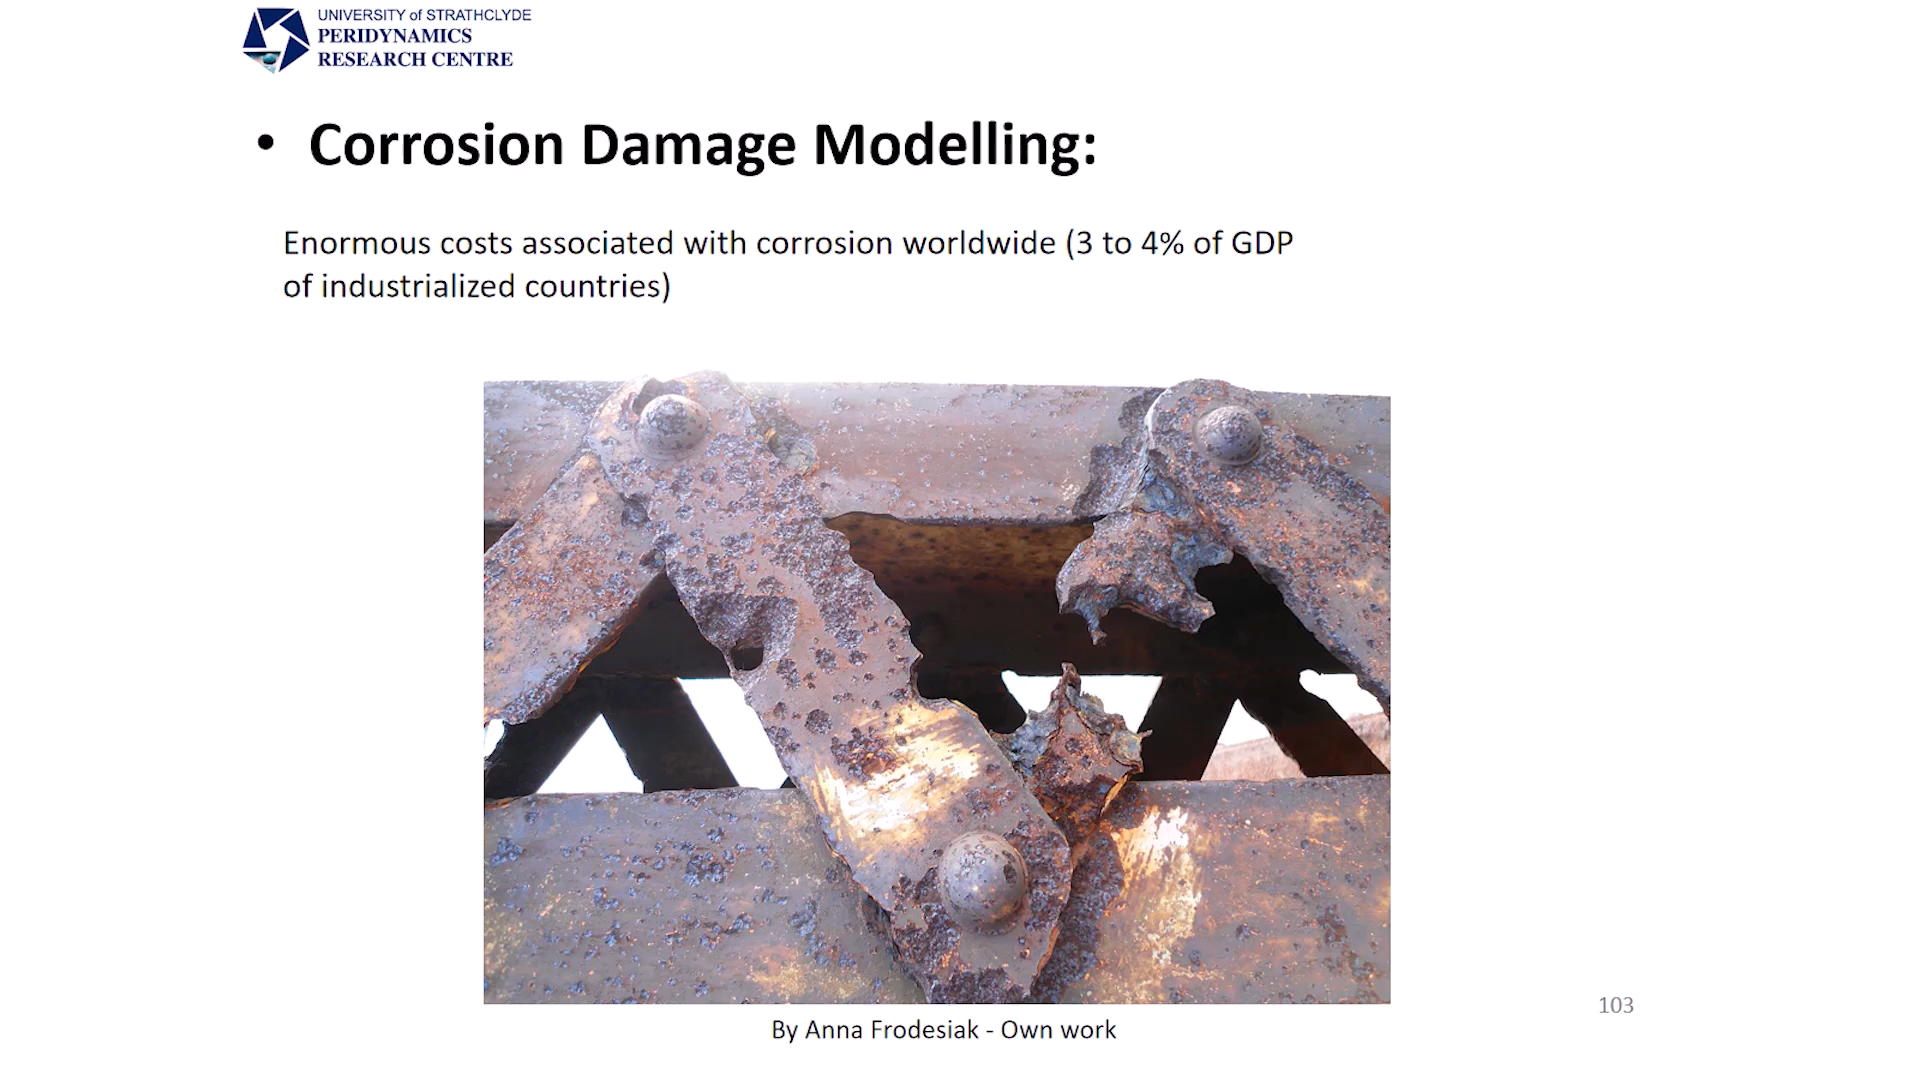 UNIVERSITY of STRATHCLYDE
PERIDYNAMICS
RESEARCH CENTRE
• Corrosion Damage Modelling:
Enormous costs associated with corrosion worldwide (3 to 4% of GDP
of industrialized countries)
By Anna Frodesiak - Own work
103